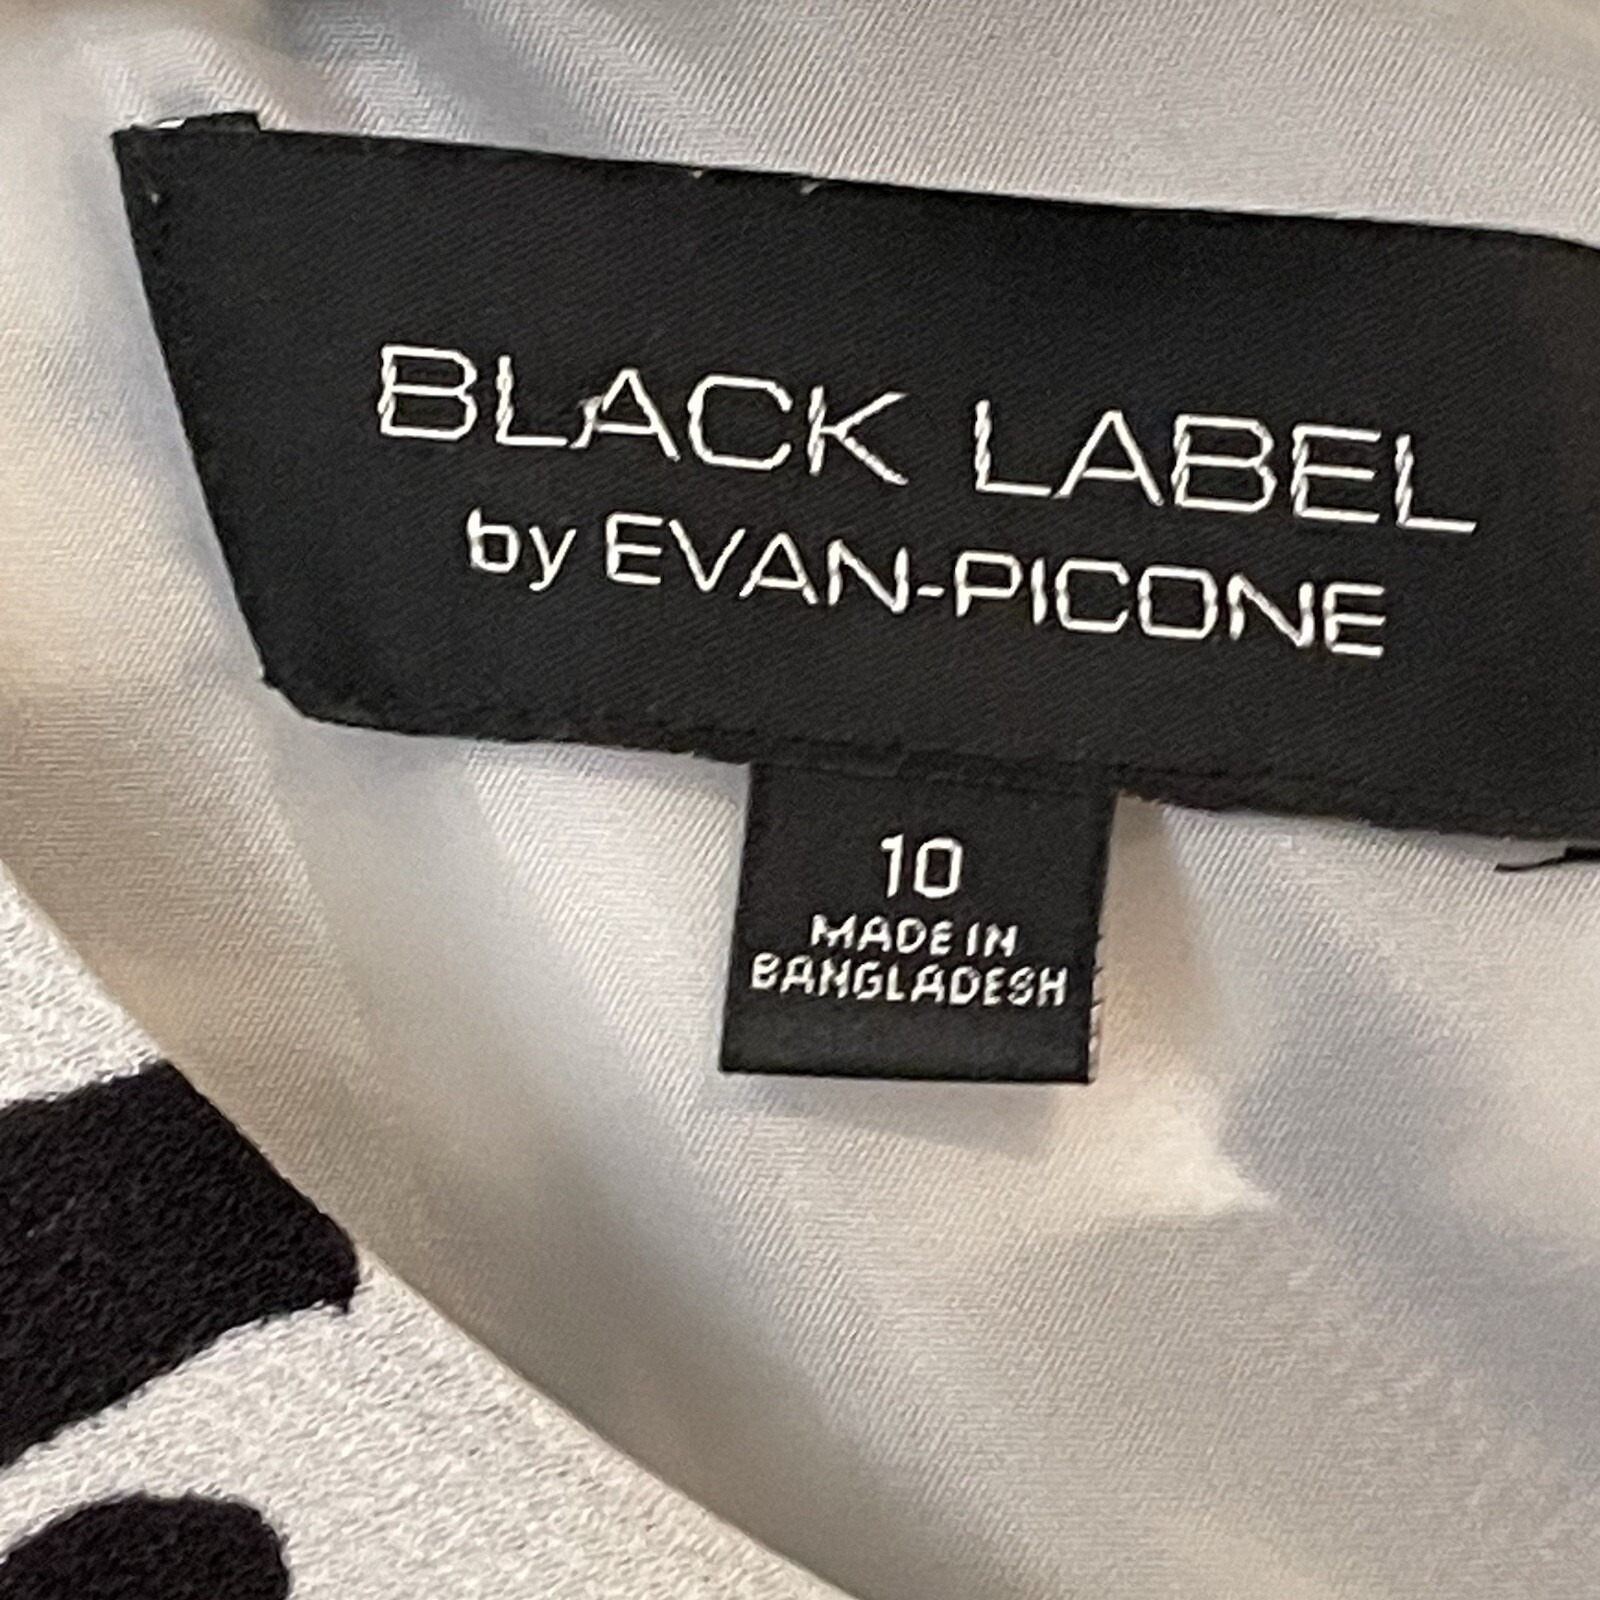 BLACK LABEL
by EVAN-PICONE
10
MADE IN
BANGLADESH